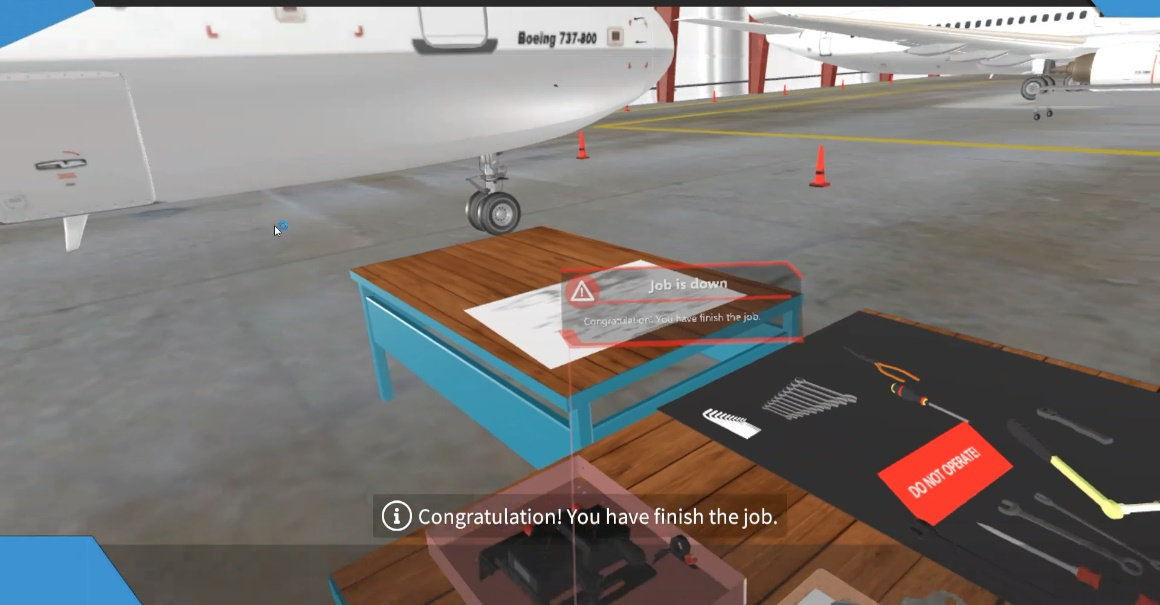 Boeing 737-800
Job is down
Congratulation! You have finish the job.
DO NOT OPERATE!
Congratulation! You have finish the job.